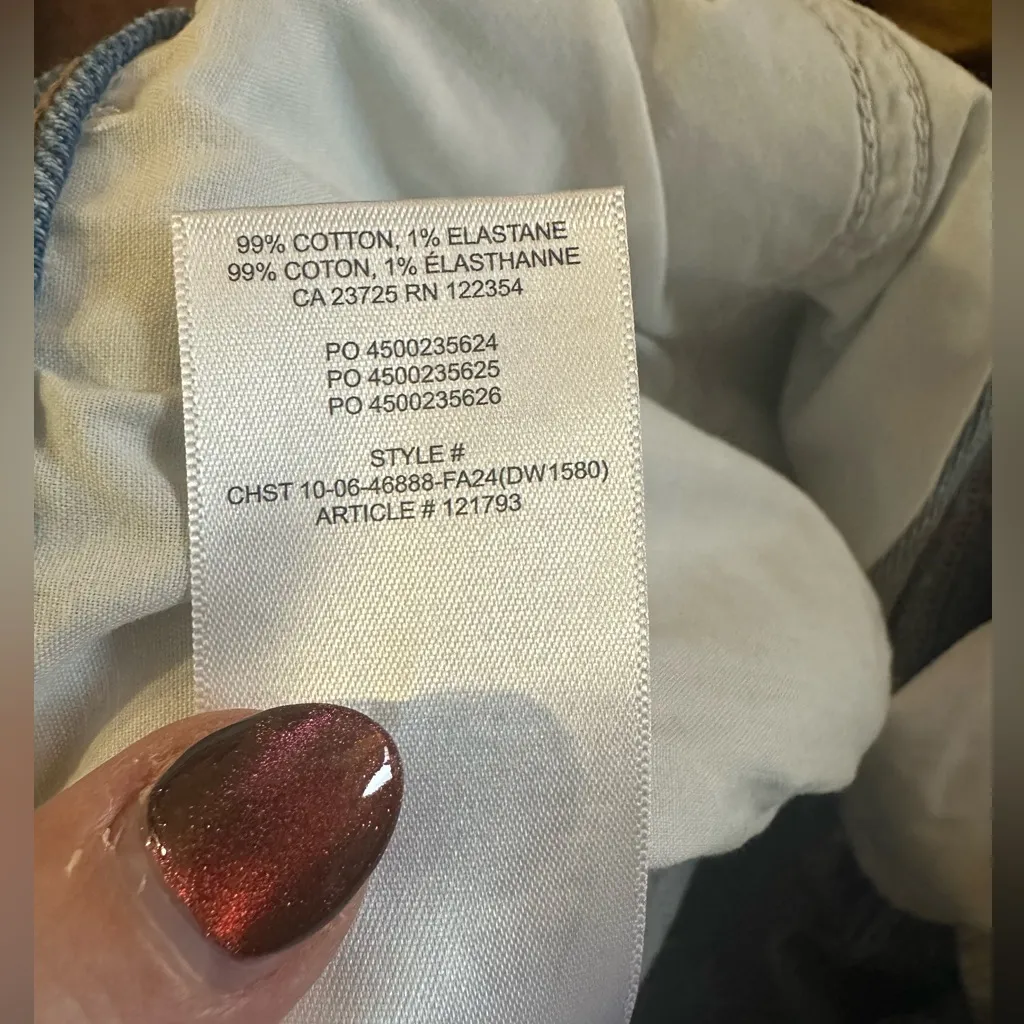 99% COTTON, 1% ELASTANE
99% COTON, 1% ÉLASTHANNE
CA 23725 RN 122354
PO 4500235624
PO 4500235625
PO 4500235626
STYLE #
CHST 10-06-46888-FA24(DW1580)
ARTICLE # 121793